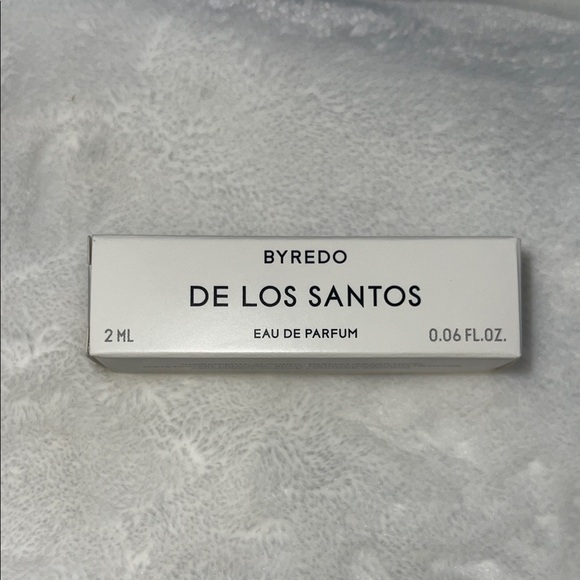 BYREDO
DE LOS SANTOS
2 ML EAU DE PARFUM 0.06 FL.OZ.